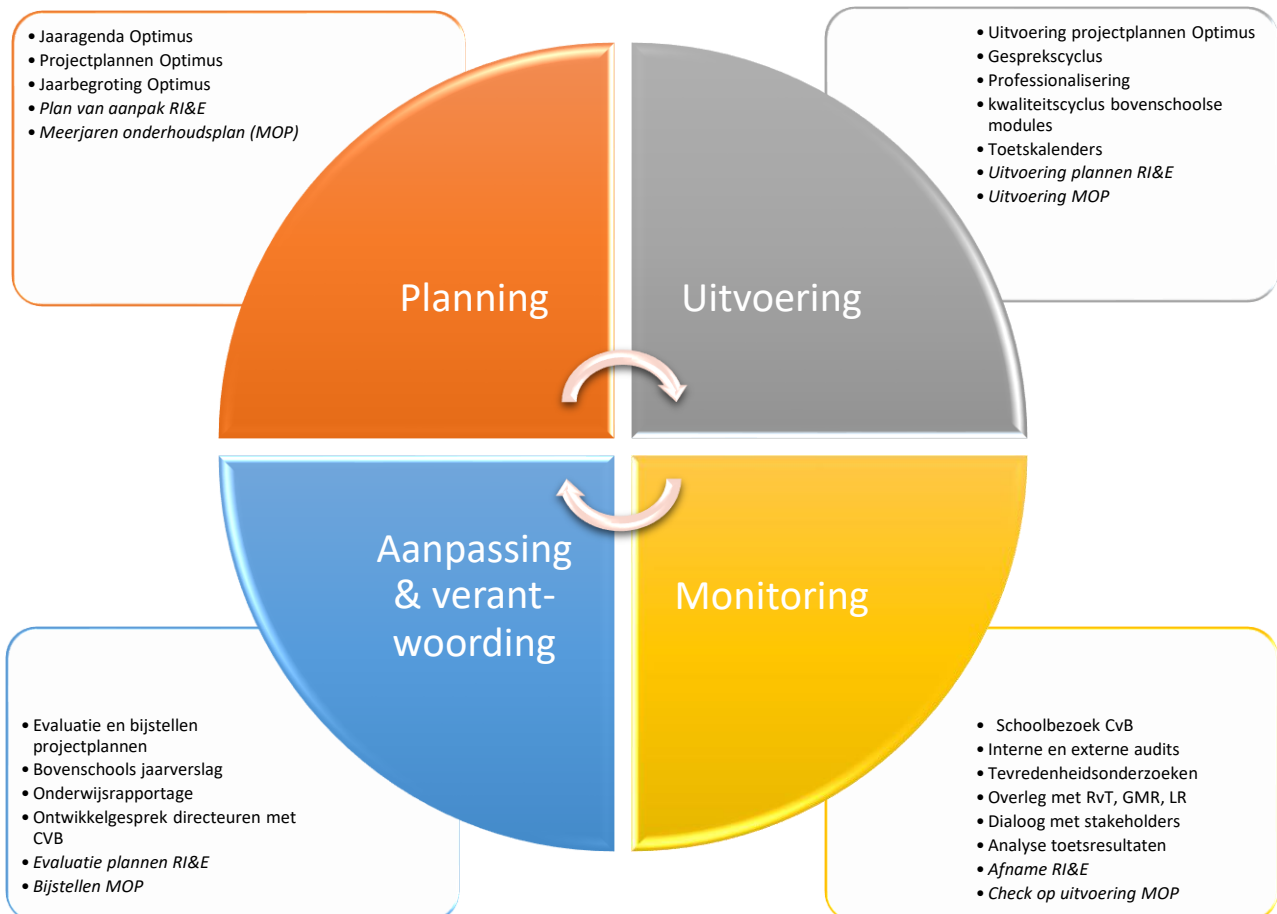 • Jaaragenda Optimus
• Projectplannen Optimus
• Jaarbegroting Optimus
• Plan van aanpak RI&E
• Meerjaren onderhoudsplan (MOP)
• Uitvoering projectplannen Optimus
• Gesprekscyclus
• Professionalisering
• kwaliteitscyclus bovenschoolse
modules
• Toetskalenders
• Uitvoering plannen RI&E
• Uitvoering MOP
Planning
Uitvoering
Aanpassing
& verant-
woording
Monitoring
• Evaluatie en bijstellen
projectplannen
• Bovenschools jaarverslag
• Onderwijsrapportage
• Ontwikkelgesprek directeuren met
CVB
• Evaluatie plannen RI&E
• Bijstellen MOP
• Schoolbezoek CvB
• Interne en externe audits
• Tevredenheidsonderzoeken
• Overleg met RvT, GMR, LR
• Dialoog met stakeholders
• Analyse toetsresultaten
• Afname RI&E
• Check op uitvoering MOP